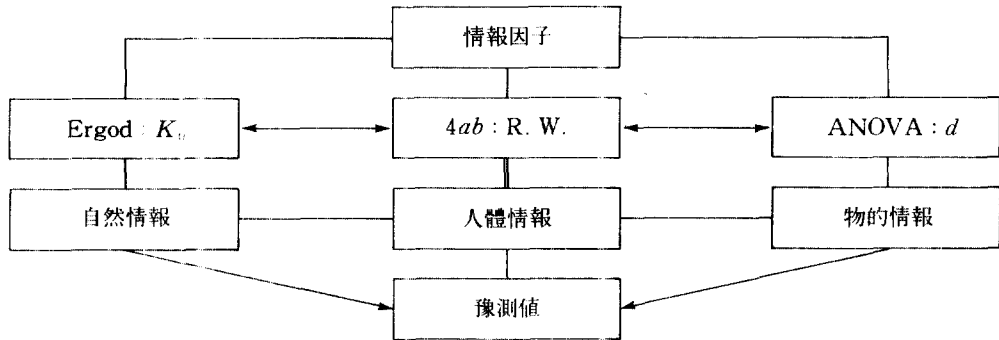 情報因子
Ergod : K
4ab : R. W.
ANOVA : d
自然情報
人體情報
物的情報
豫測値